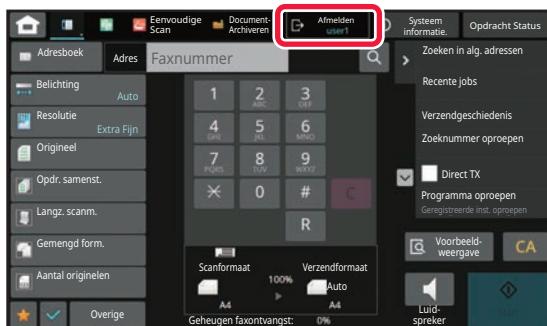 Eenvoudige Scan
Document-Archiveren
Afmelden
user1
Systeem informatie.
Opdracht Status
Adresboek
Adres
Faxnummer
Zoeken in alg. adressen
Recente jobs
Verzendgeschiedenis
Zoeknummer oproepen
Direct TX
Programma oproepen
Geregistreerde inst. oproepen
Belichting
Auto
Resolutie
Extra Fijn
Origineel
Opdr. samenst.
Langz. scanm.
Gemengd form.
Aantal originelen
Overige
1
2
ABC
3
DEF
4
GHI
5
JKL
6
MNO
7
PQRS
8
TUV
9
WXYZ
0
#
C
R
Scanformaat
A4
100%
Verzendformaat
Auto
A4
Geheugen faxontvangst: 0%
Voorbeeld-
weergave
CA
Luid-
spreker